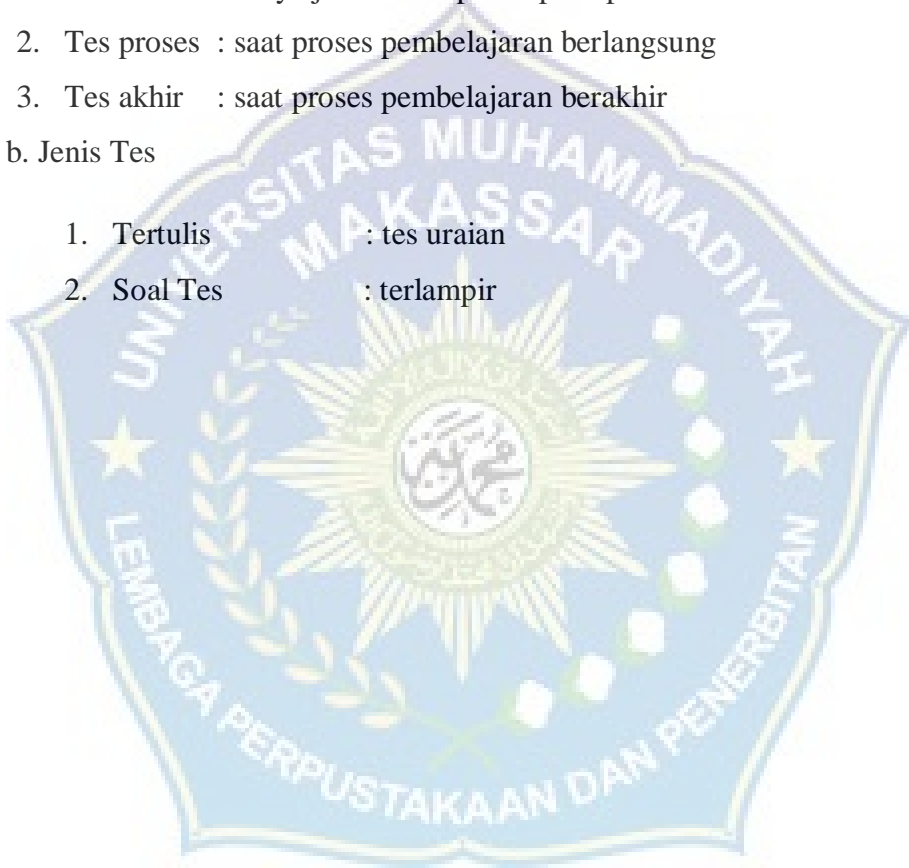 2. Tes proses : saat proses pembelajaran berlangsung
3. Tes akhir : saat proses pembelajaran berakhir
b. Jenis Tes
1. Tertulis : tes uraian
2. Soal Tes : terlampir
UNIVERSITAS MUHAMMADIYAH
MAKASSAR
LEMBAGA PERPUSTAKAAN DAN PENERBITAN